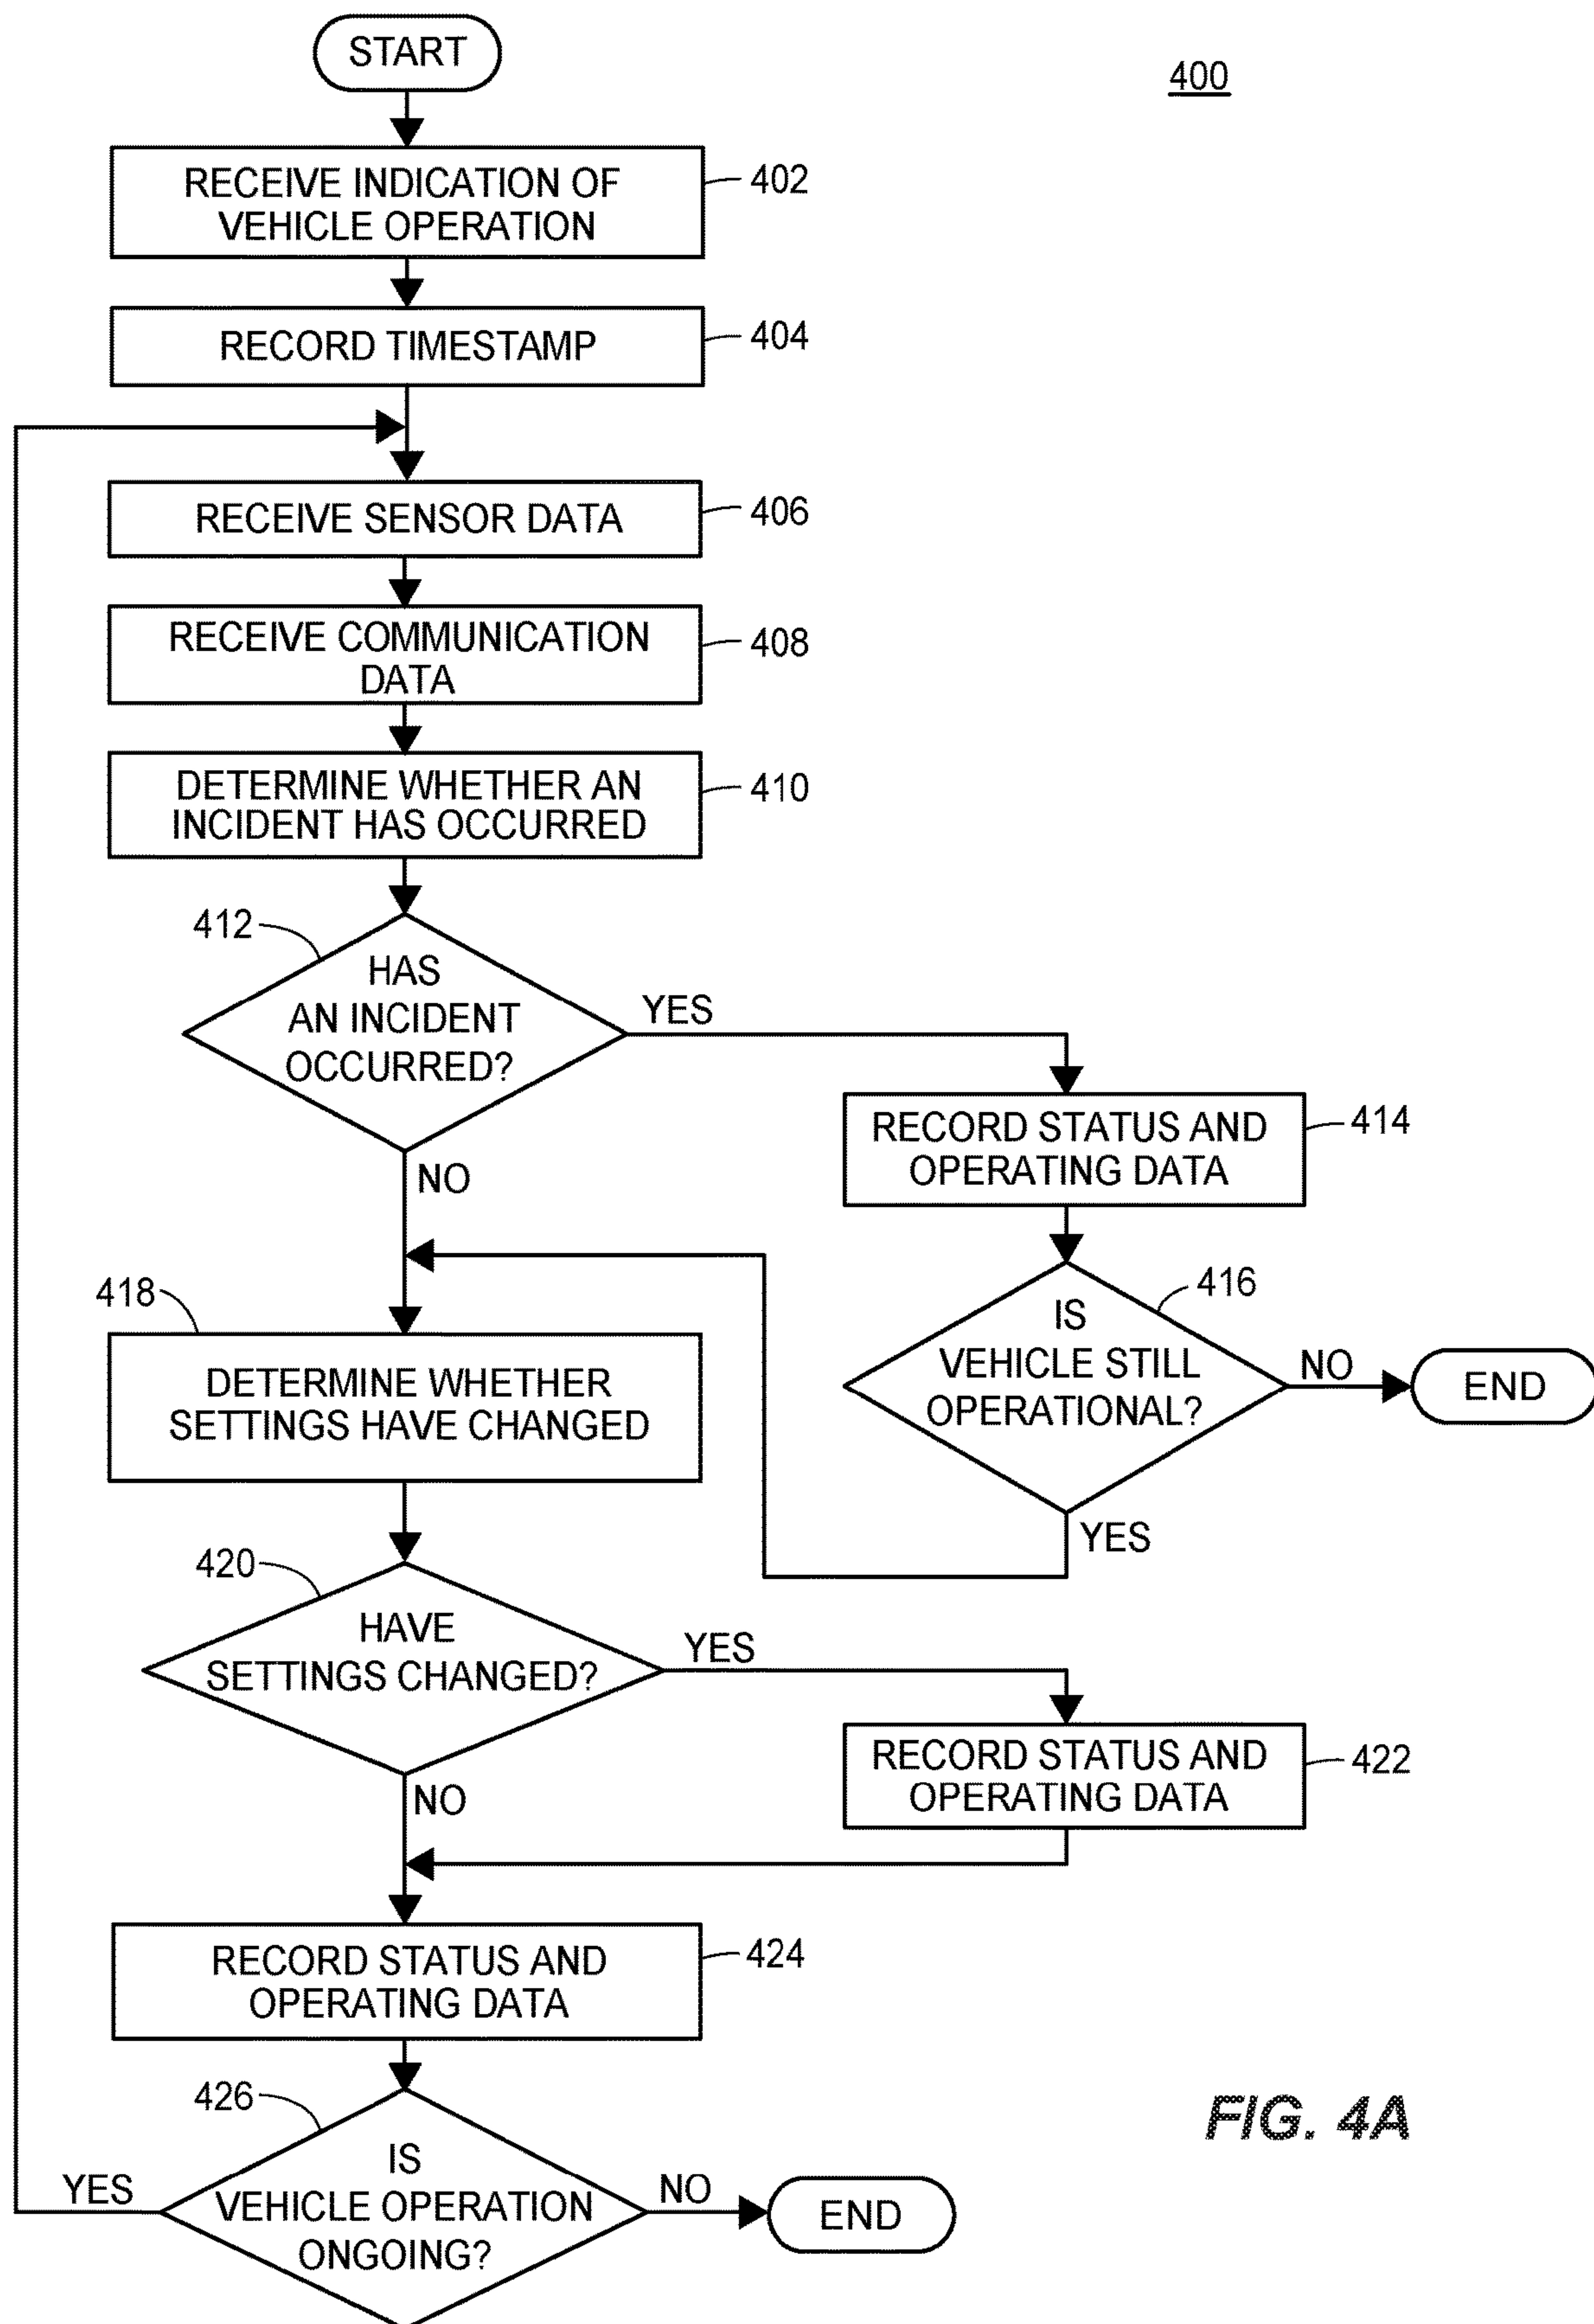 START
400
RECEIVE INDICATION OF
VEHICLE OPERATION
402
RECORD TIMESTAMP
404
RECEIVE SENSOR DATA
406
RECEIVE COMMUNICATION
DATA
408
DETERMINE WHETHER AN
INCIDENT HAS OCCURRED
410
412
HAS
AN INCIDENT
OCCURRED?
YES
NO
RECORD STATUS AND
OPERATING DATA
414
416
IS
VEHICLE STILL
OPERATIONAL?
NO
END
YES
418
DETERMINE WHETHER
SETTINGS HAVE CHANGED
420
HAVE
SETTINGS CHANGED?
YES
NO
RECORD STATUS AND
OPERATING DATA
422
RECORD STATUS AND
OPERATING DATA
424
426
IS
VEHICLE OPERATION
ONGOING?
YES
NO
END
FIG. 4A